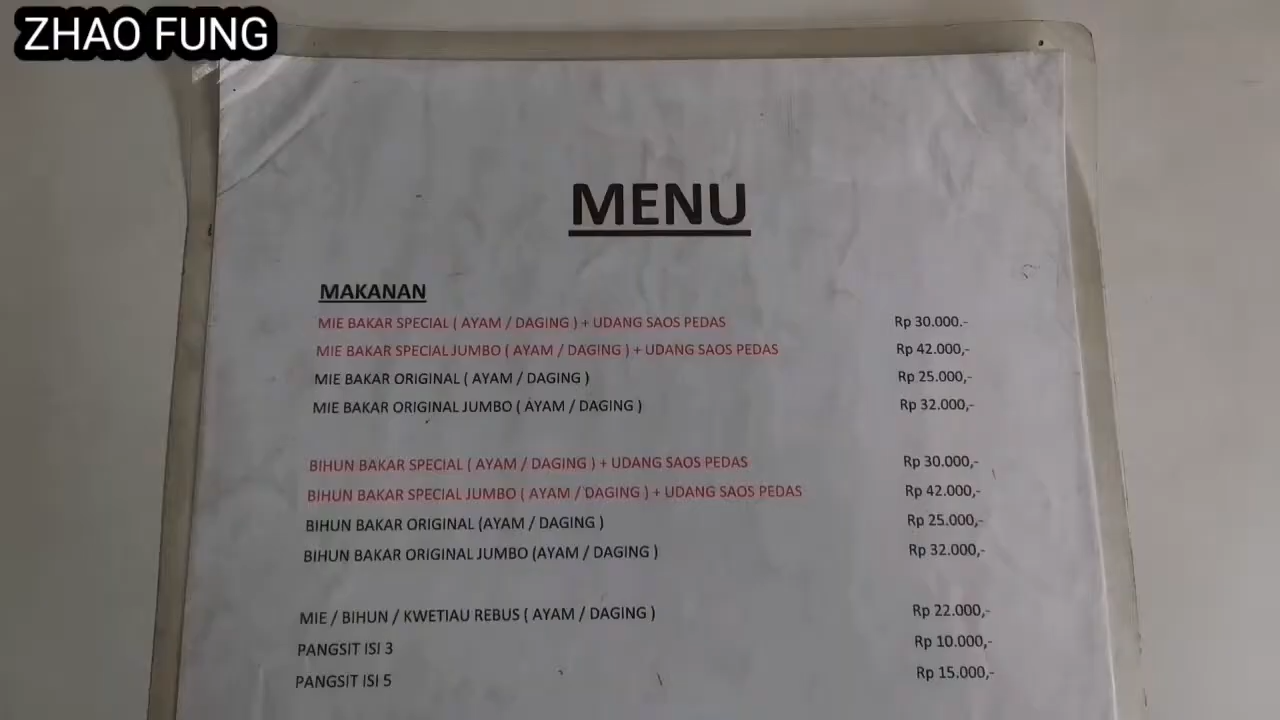 ZHAO FUNG
MENU
MAKANAN
MIE BAKAR SPECIAL ( AYAM / DAGING ) + UDANG SAOS PEDAS Rp 30.000.-
MIE BAKAR SPECIAL JUMBO ( AYAM / DAGING ) + UDANG SAOS PEDAS Rp 42.000,-
MIE BAKAR ORIGINAL ( AYAM / DAGING ) Rp 25.000,-
MIE BAKAR ORIGINAL JUMBO ( AYAM / DAGING ) Rp 32.000,-
BIHUN BAKAR SPECIAL ( AYAM / DAGING ) + UDANG SAOS PEDAS Rp 30.000,-
BIHUN BAKAR SPECIAL JUMBO ( AYAM / DAGING ) + UDANG SAOS PEDAS Rp 42.000,-
BIHUN BAKAR ORIGINAL (AYAM / DAGING ) Rp 25.000,-
BIHUN BAKAR ORIGINAL JUMBO (AYAM / DAGING ) Rp 32.000,-
MIE / BIHUN / KWETIAU REBUS ( AYAM / DAGING ) Rp 22.000,-
PANGSIT ISI 3 Rp 10.000,-
PANGSIT ISI 5 Rp 15.000,-